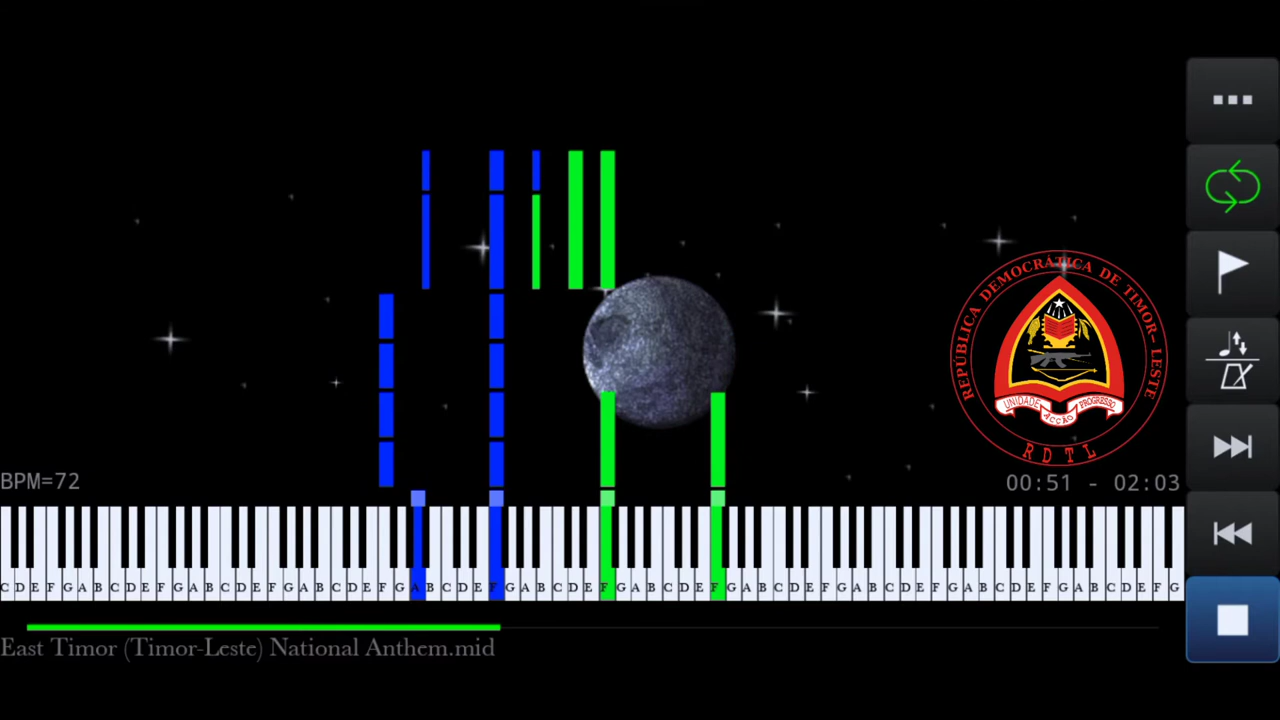 REPÚBLICA DEMOCRÁTICA DE TIMOR-LESTE
UNIDADE ACÇÃO PROGRESSO
R D T L
BPM=72
00:51 - 02:03
C D E F G A B C D E F G A B C D E F G A B C D E F G A B C D E F G A B C D E F G A B C D E F G A B C D E F G A B C D E F G A B C D E F G A B C D E F G
East Timor (Timor-Leste) National Anthem.mid